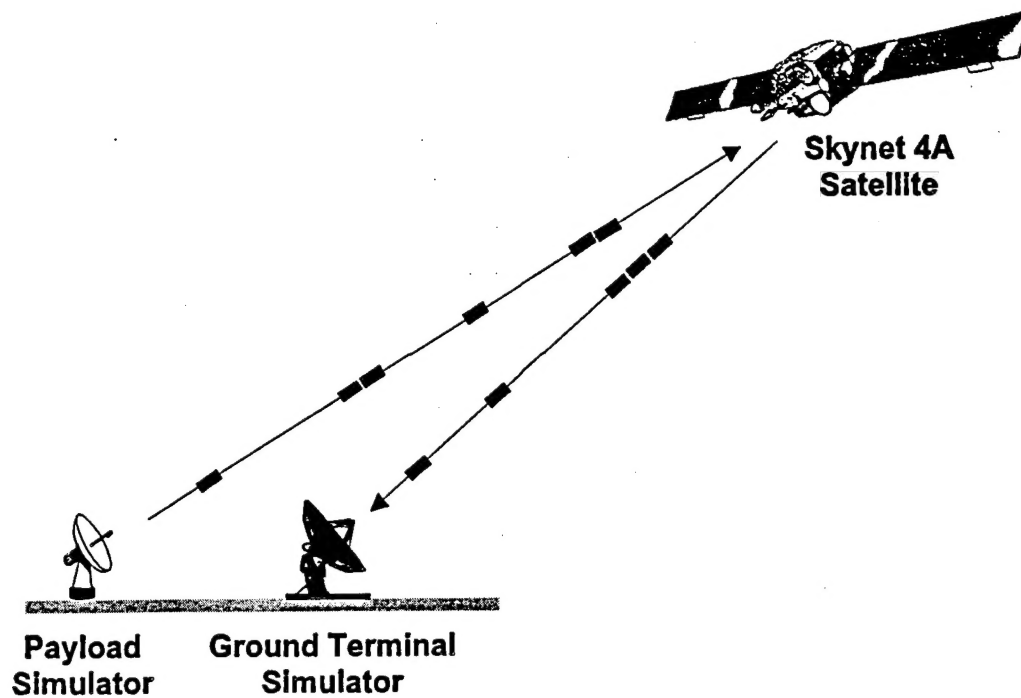 Skynet 4A
Satellite
Payload
Simulator
Ground Terminal
Simulator